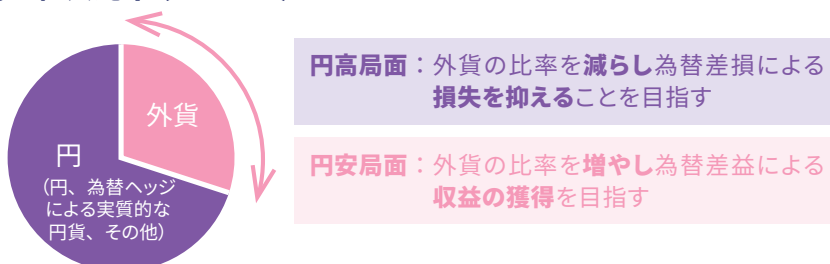 外貨
円
（円、為替ヘッジ
による実質的な
円貨、その他）
円高局面：外貨の比率を減らし為替差損による
損失を抑えることを目指す
円安局面：外貨の比率を増やし為替差益による
収益の獲得を目指す